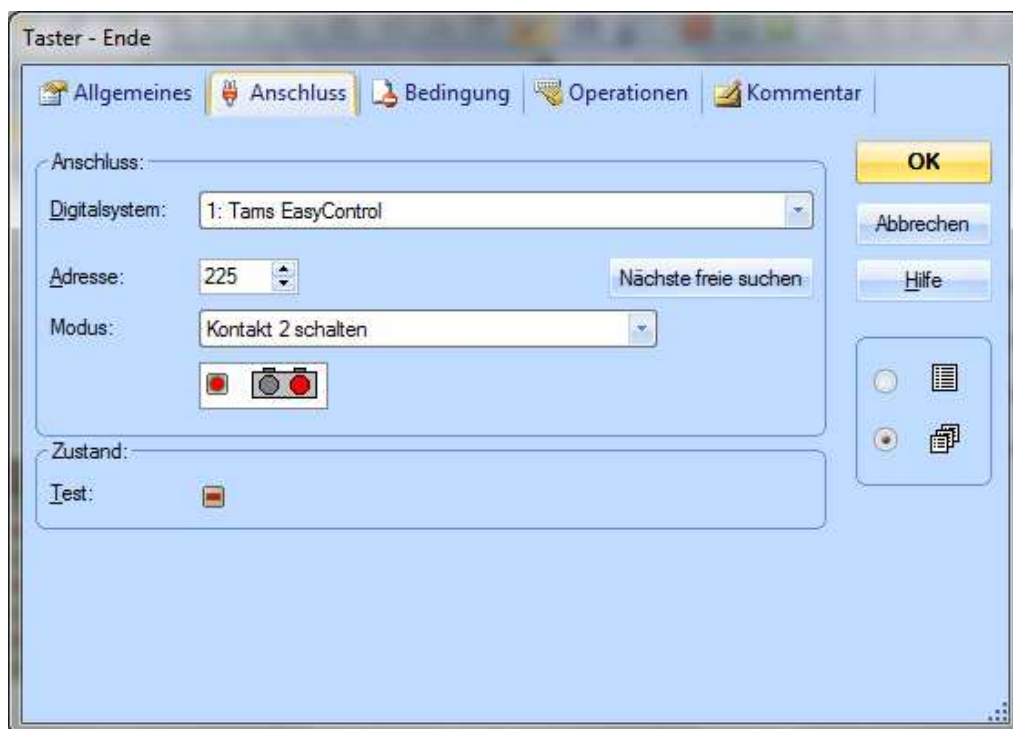 Taster - Ende
Allgemeines Anschluss Bedingung Operationen Kommentar
Anschluss:
Digitalsystem: 1: Tams EasyControl
Adresse: 225 Nächste freie suchen
Modus: Kontakt 2 schalten
Zustand:
Test:
OK
Abbrechen
Hilfe